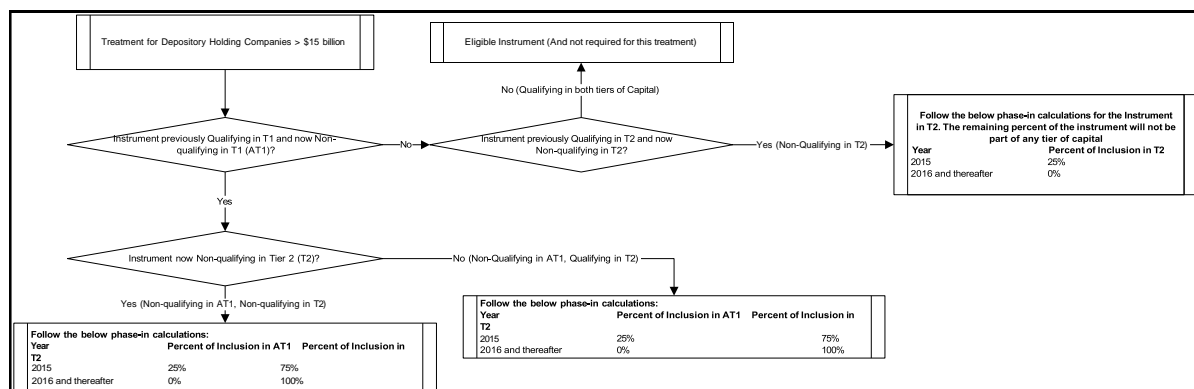 Treatment for Depository Holding Companies > $15 billion
Eligible Instrument (And not required for this treatment)
No (Qualifying in both tiers of Capital)
Instrument previously Qualifying in T1 and now Non-
qualifying in T1 (AT1)?
No
Instrument previously Qualifying in T2 and now
Non-qualifying in T2?
Yes (Non-Qualifying in T2)
Follow the below phase-in calculations for the Instrument
in T2. The remaining percent of the instrument will not be
part of any tier of capital
Year Percent of Inclusion in T2
2015 25%
2016 and thereafter 0%
Yes
Instrument now Non-qualifying in Tier 2 (T2)?
No (Non-Qualifying in AT1, Qualifying in T2)
Yes (Non-qualifying in AT1, Non-qualifying in T2)
Follow the below phase-in calculations:
Year Percent of Inclusion in AT1 Percent of Inclusion in
T2
2015 25% 75%
2016 and thereafter 0% 100%
Follow the below phase-in calculations:
Year Percent of Inclusion in AT1 Percent of Inclusion in
T2
2015 25% 75%
2016 and thereafter 0% 100%